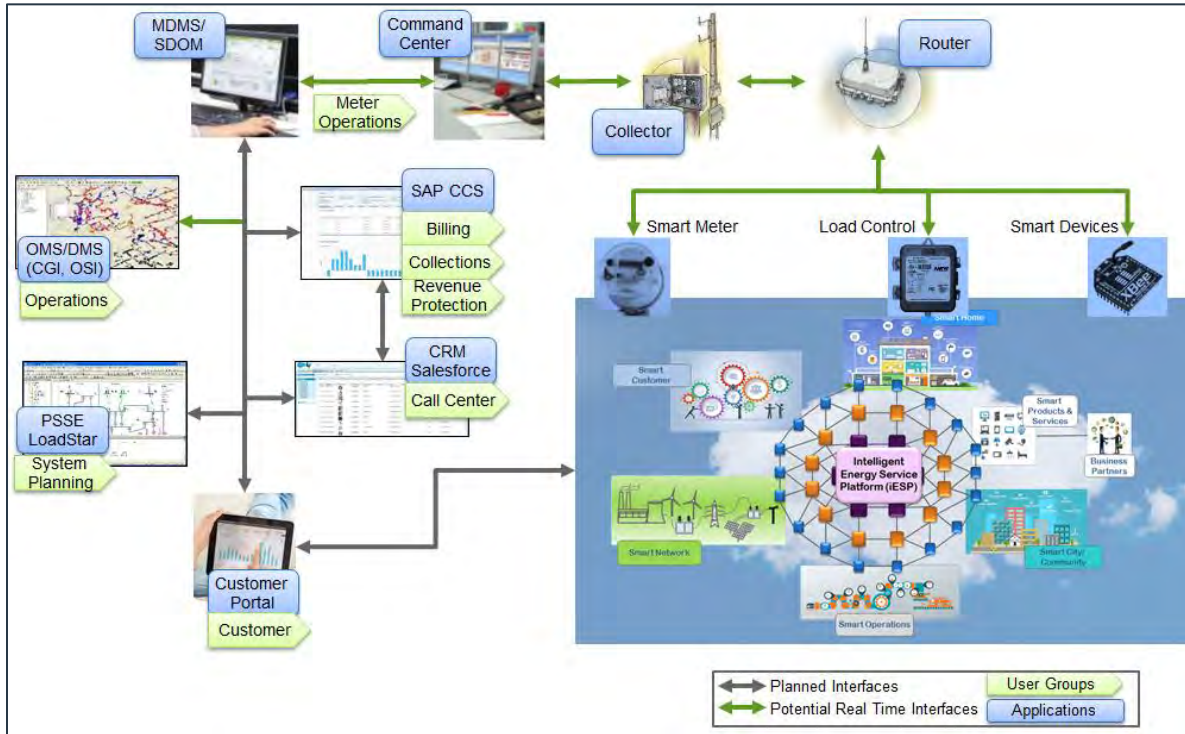 MDMS/
SDOM
Command
Center
Router
Meter
Operations
Collector
SAP CCS
Billing
Collections
Revenue
Protection
OMS/DMS
(CGI, OSI)
Operations
Smart Meter
Load Control
Smart Devices
XBee
Smart Home
CRM
Salesforce
Call Center
Smart
Customer
Smart
Products &
Services
Business
Partners
PSSE
LoadStar
System
Planning
Intelligent
Energy Service
Platform (iESP)
Smart Network
Smart City/
Community
Customer
Portal
Customer
Smart Operations
Planned Interfaces
User Groups
Potential Real Time Interfaces
Applications